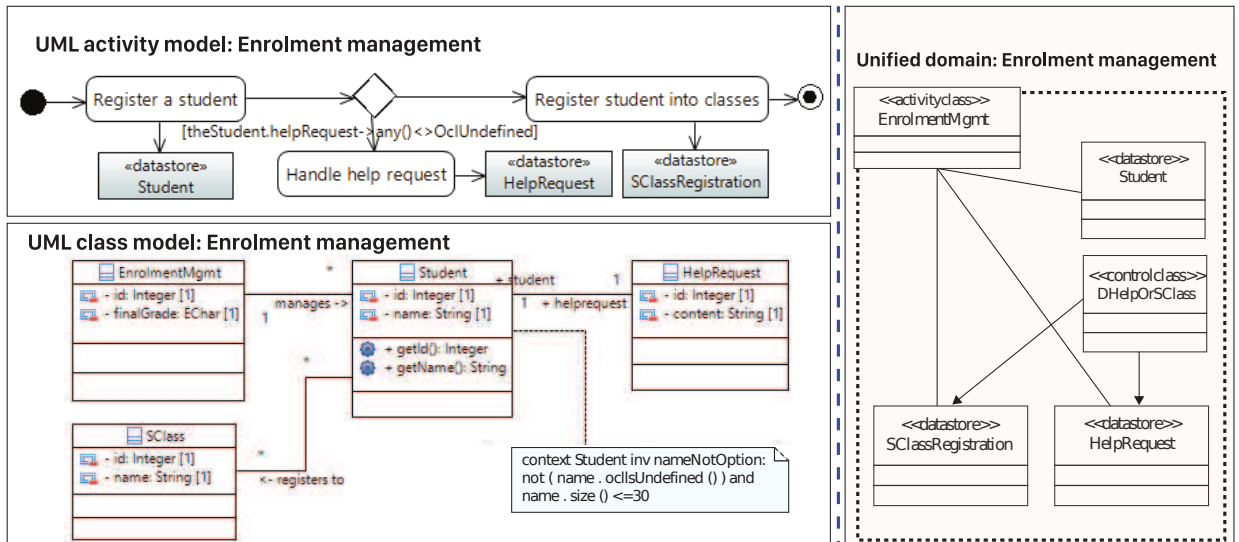 UML activity model: Enrolment management
Register a student
Register student into classes
[theStudent.helpRequest->any()<>OclUndefined]
«datastore»
Student
Handle help request
«datastore»
HelpRequest
«datastore»
SClassRegistration
UML class model: Enrolment management
EnrolmentMgmt
- id: Integer [1]
- finalGrade: EChar [1]
*
manages ->
1
Student
- id: Integer [1]
- name: String [1]
+ getId(): Integer
+ getName(): String
+ student
1
1
+ helprequest
HelpRequest
- id: Integer [1]
- content: String [1]
*
SClass
- id: Integer [1]
- name: String [1]
*
<- registers to
context Student inv nameNotOption:
not ( name . ocllsUndefined () ) and
name . size () <=30
Unified domain: Enrolment management
<<activityclass>>
EnrolmentMgmt
<<datastore>>
Student
<<controlclass>>
DHelpOrSClass
<<datastore>>
SClassRegistration
<<datastore>>
HelpRequest